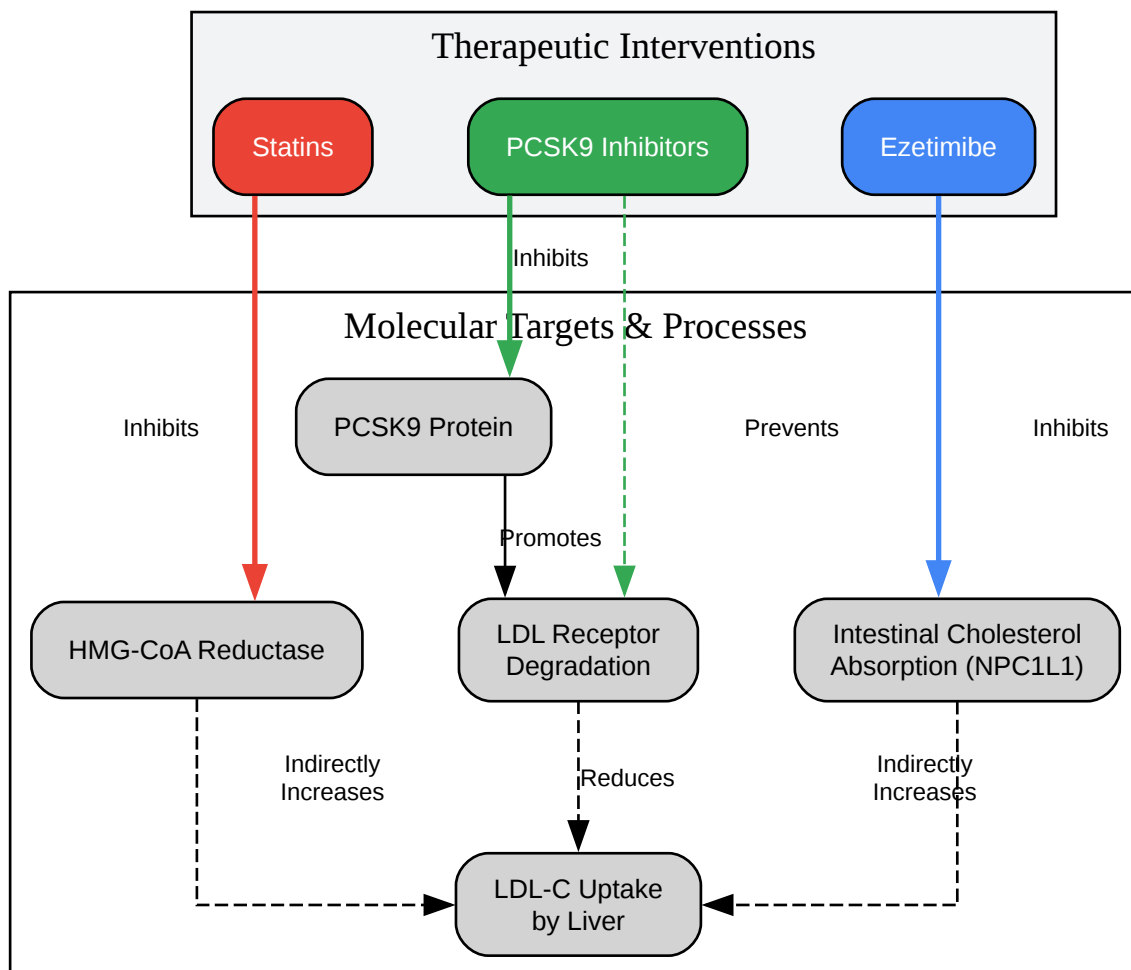 Therapeutic Interventions
Statins
PCSK9 Inhibitors
Ezetimibe
Inhibits
Molecular Targets & Processes
Inhibits
PCSK9 Protein
Prevents
Inhibits
Promotes
HMG-CoA Reductase
LDL Receptor
Degradation
Intestinal Cholesterol
Absorption (NPC1L1)
Indirectly
Increases
Reduces
Indirectly
Increases
LDL-C Uptake
by Liver